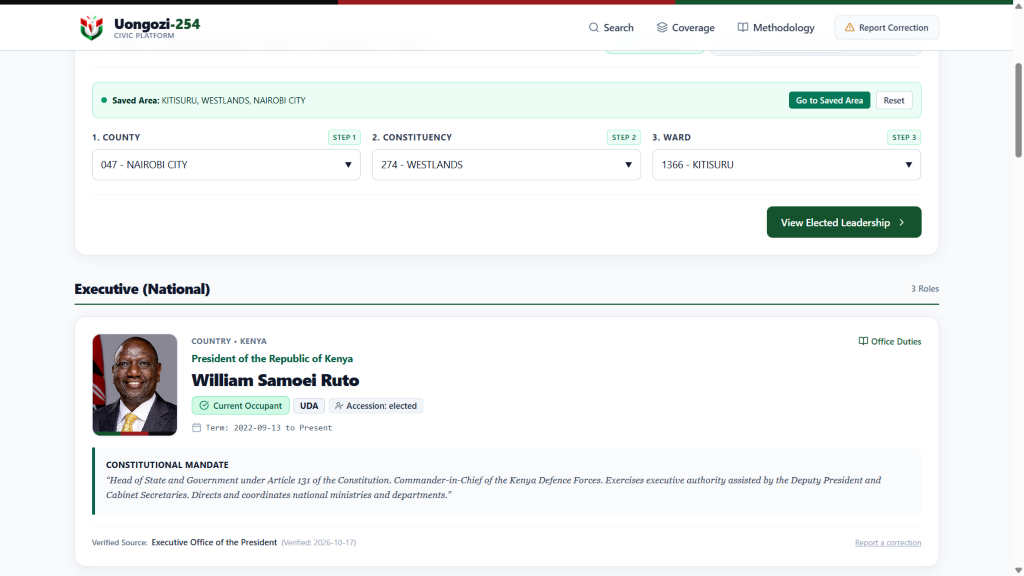 Uongozi-254
CIVIC PLATFORM
Search
Coverage
Methodology
Report Correction
Saved Area: KITISURU, WESTLANDS, NAIROBI CITY
Go to Saved Area
Reset
1. COUNTY
STEP 1
2. CONSTITUENCY
STEP 2
3. WARD
STEP 3
047 - NAIROBI CITY
274 - WESTLANDS
1366 - KITISURU
View Elected Leadership
Executive (National)
3 Roles
COUNTRY • KENYA
Office Duties
President of the Republic of Kenya
William Samoei Ruto
Current Occupant
UDA
Accession: elected
Term: 2022-09-13 to Present
CONSTITUTIONAL MANDATE
“Head of State and Government under Article 131 of the Constitution. Commander-in-Chief of the Kenya Defence Forces. Exercises executive authority assisted by the Deputy President and
Cabinet Secretaries. Directs and coordinates national ministries and departments.”
Verified Source: Executive Office of the President (Verified: 2026-10-17)
Report a correction